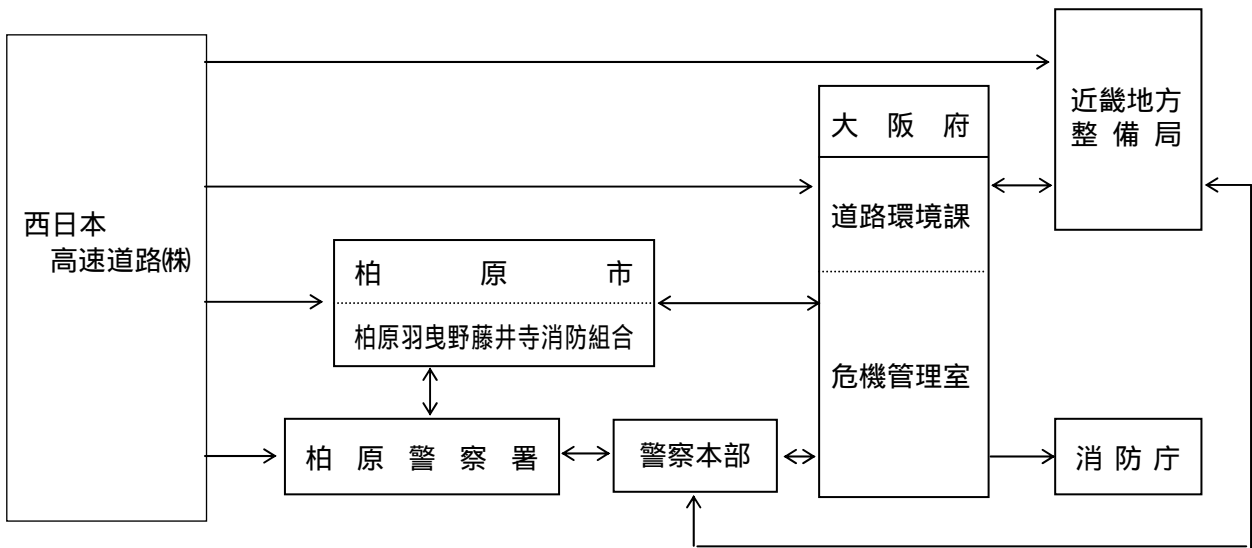 西日本
高速道路㈱
柏原市
柏原羽曳野藤井寺消防組合
柏原警察署
警察本部
大阪府
道路環境課
危機管理室
近畿地方
整備局
消防庁